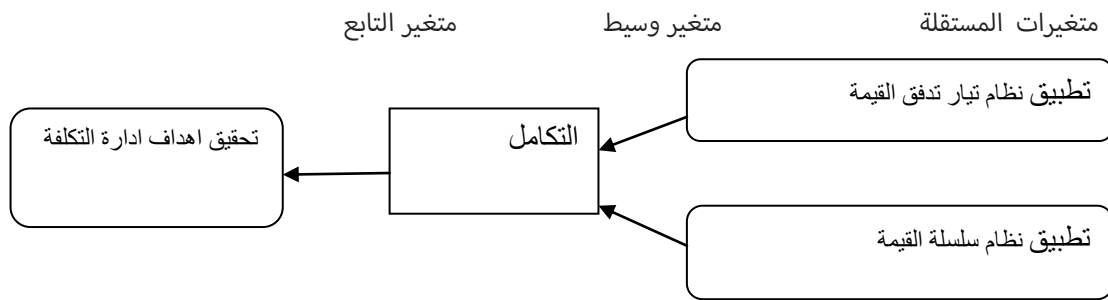 متغيرات المستقلة
متغير وسيط
متغير التابع
تطبيق نظام تيار تدفق القيمة
التكامل
تحقيق اهداف ادارة التكلفة
تطبيق نظام سلسلة القيمة